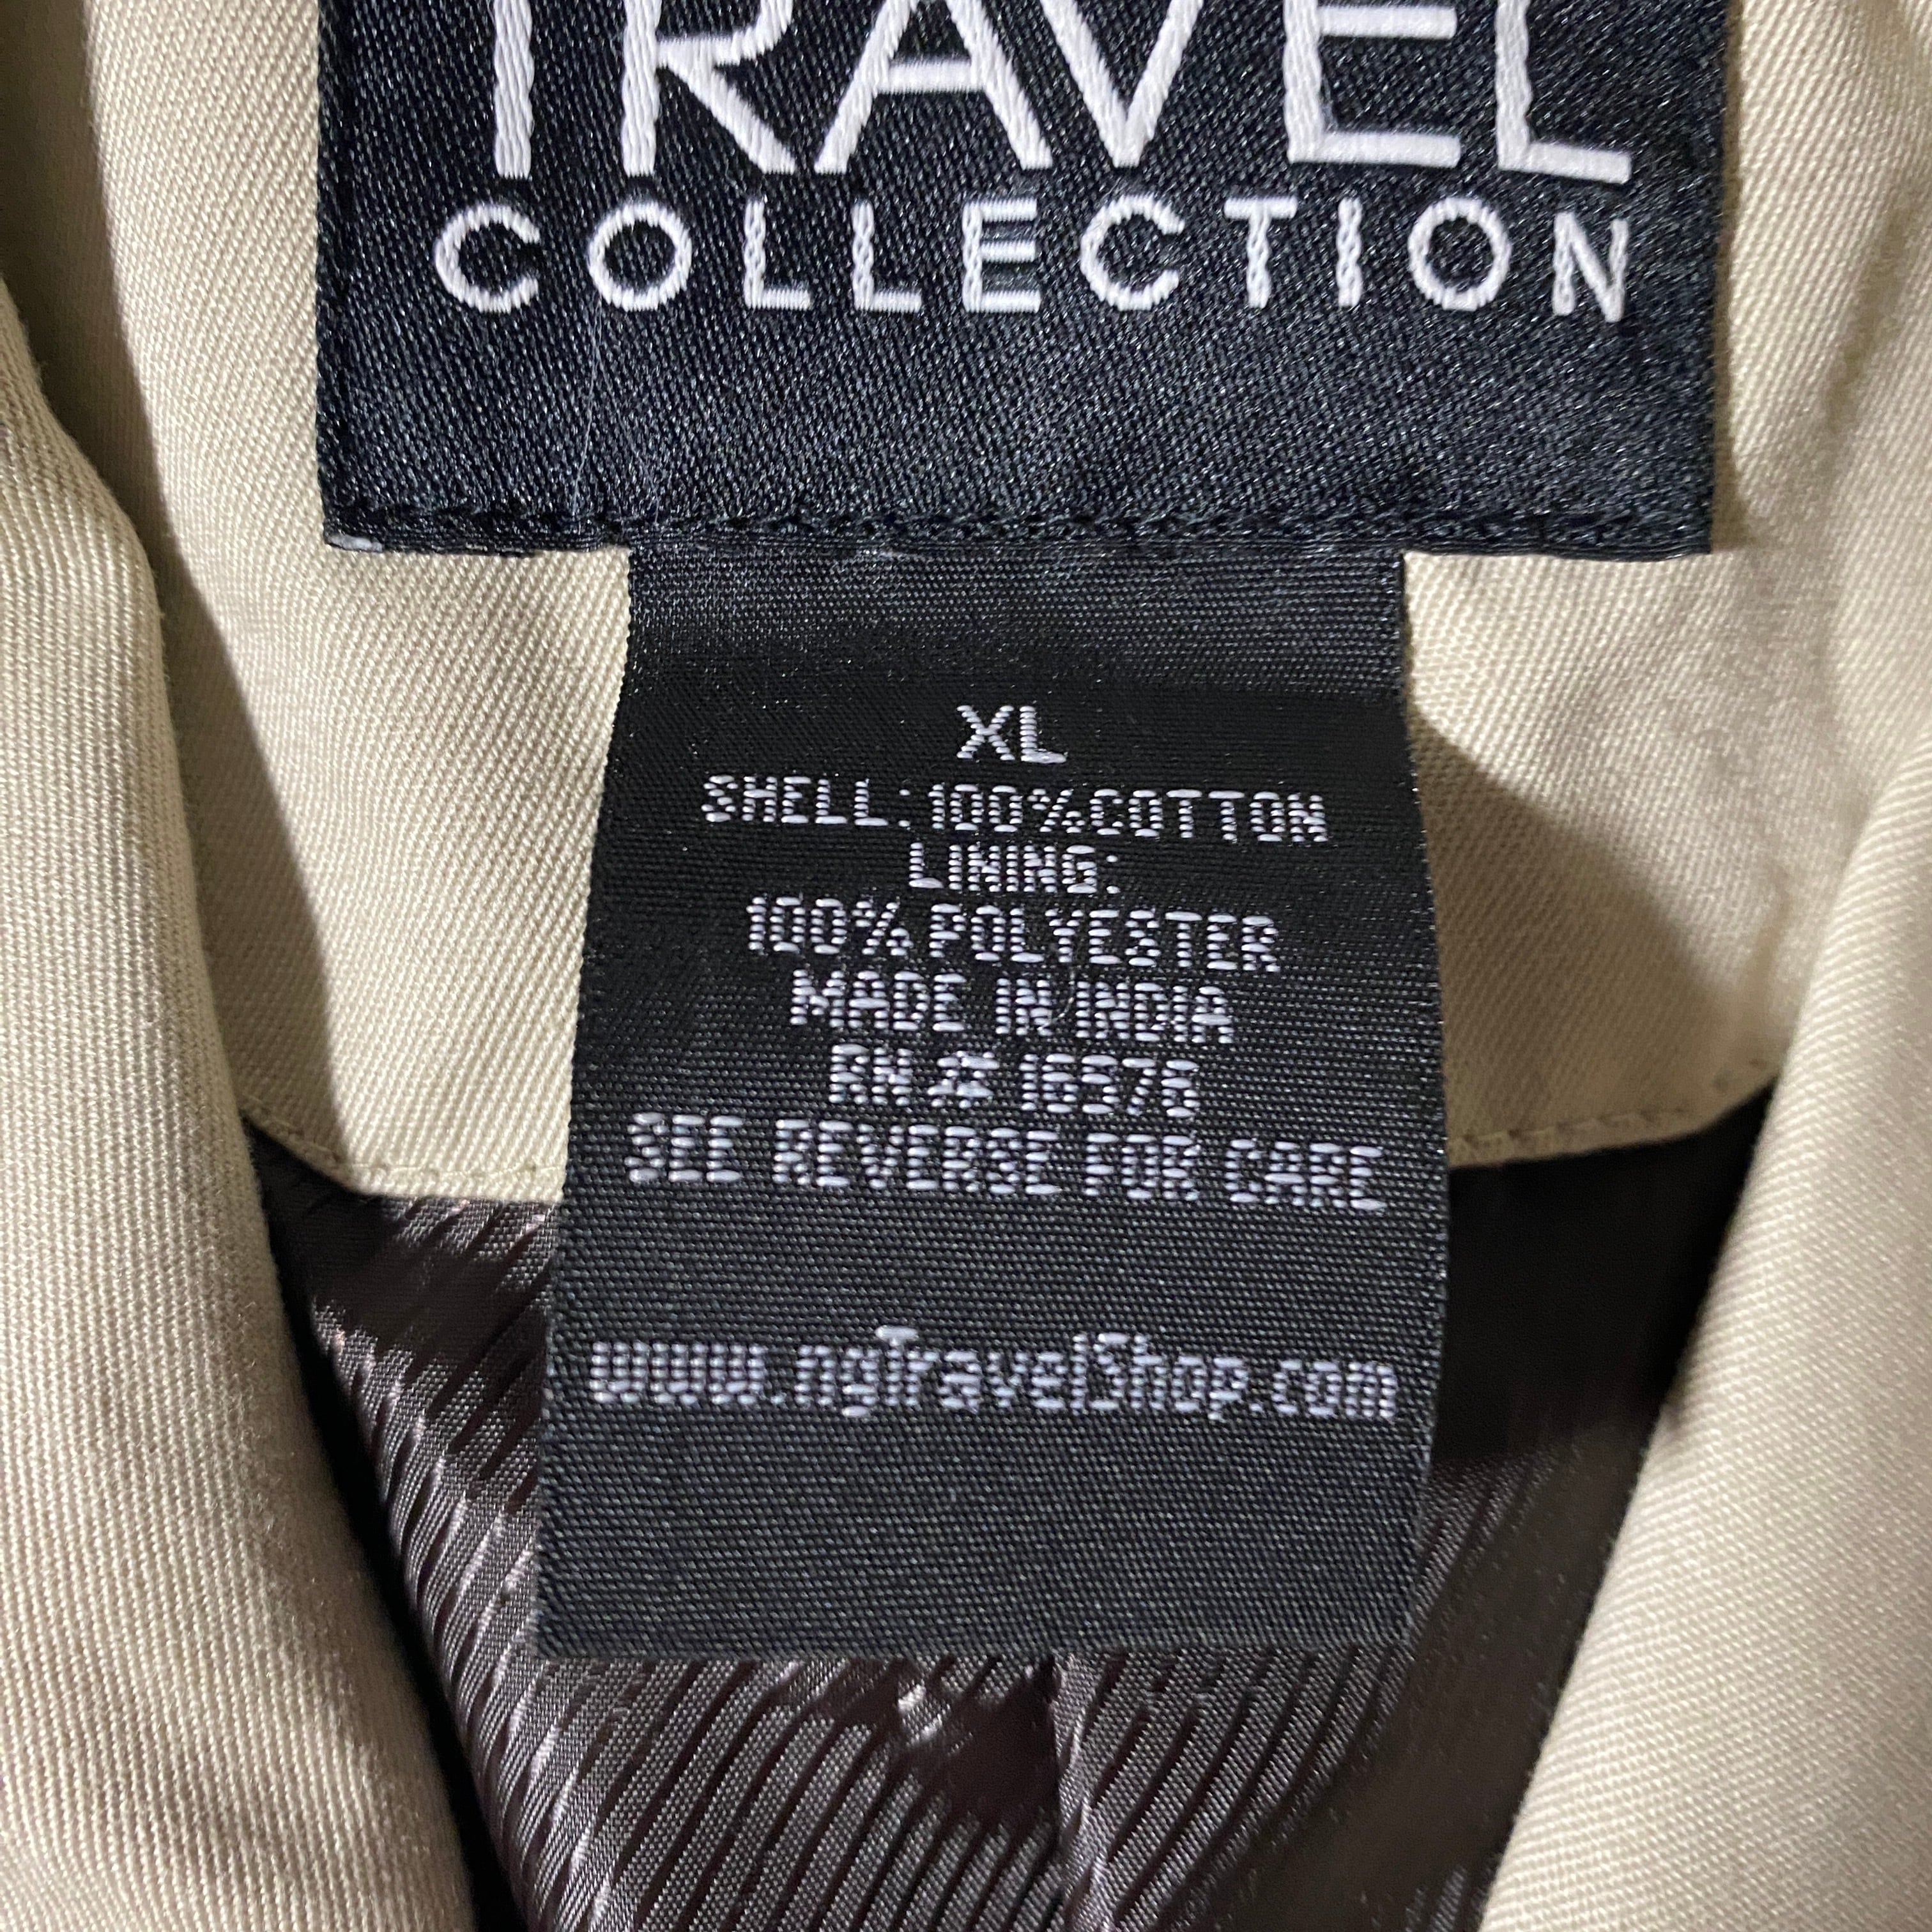 TRAVEL
COLLECTION
XL
SHELL: 100%COTTON
LINING:
100% POLYESTER
MADE IN INDIA
RN # 16576
SEE REVERSE FOR CARE
www.ngTravelShop.com